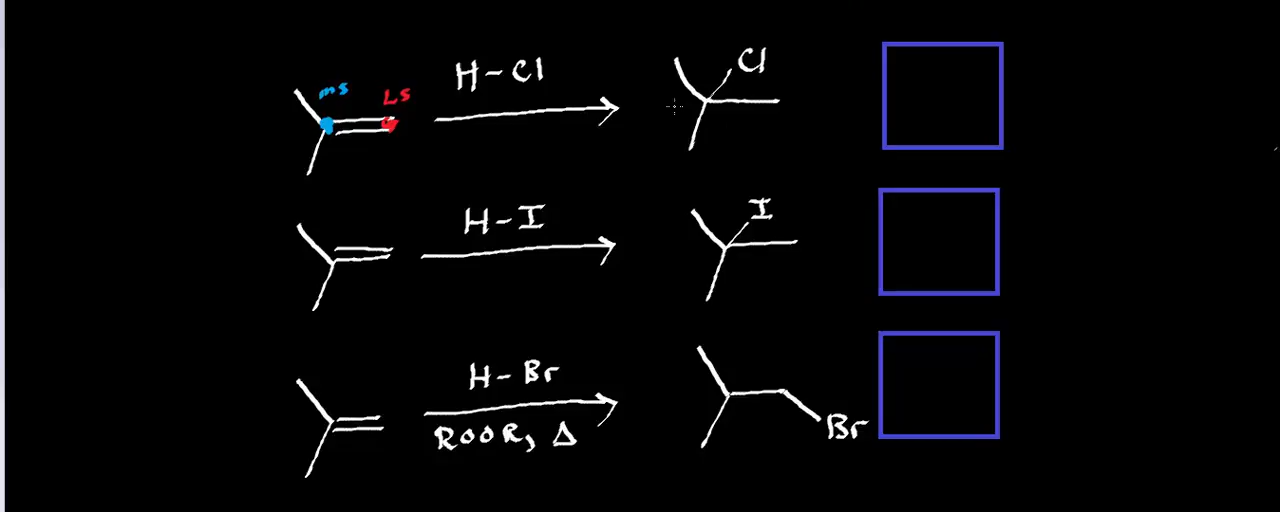 ms
LS
H-Cl
Cl
H-I
I
H-Br
ROOR, Δ
Br